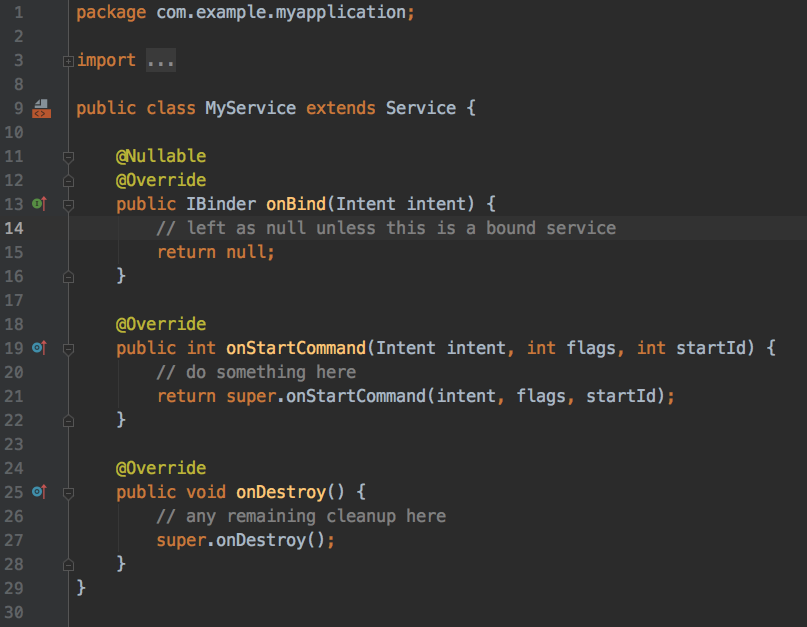 1 package com.example.myapplication;
2
3 import ...
8
9 public class MyService extends Service {
10
11     @Nullable
12     @Override
13     public IBinder onBind(Intent intent) {
14         // left as null unless this is a bound service
15         return null;
16     }
17
18     @Override
19     public int onStartCommand(Intent intent, int flags, int startId) {
20         // do something here
21         return super.onStartCommand(intent, flags, startId);
22     }
23
24     @Override
25     public void onDestroy() {
26         // any remaining cleanup here
27         super.onDestroy();
28     }
29 }
30